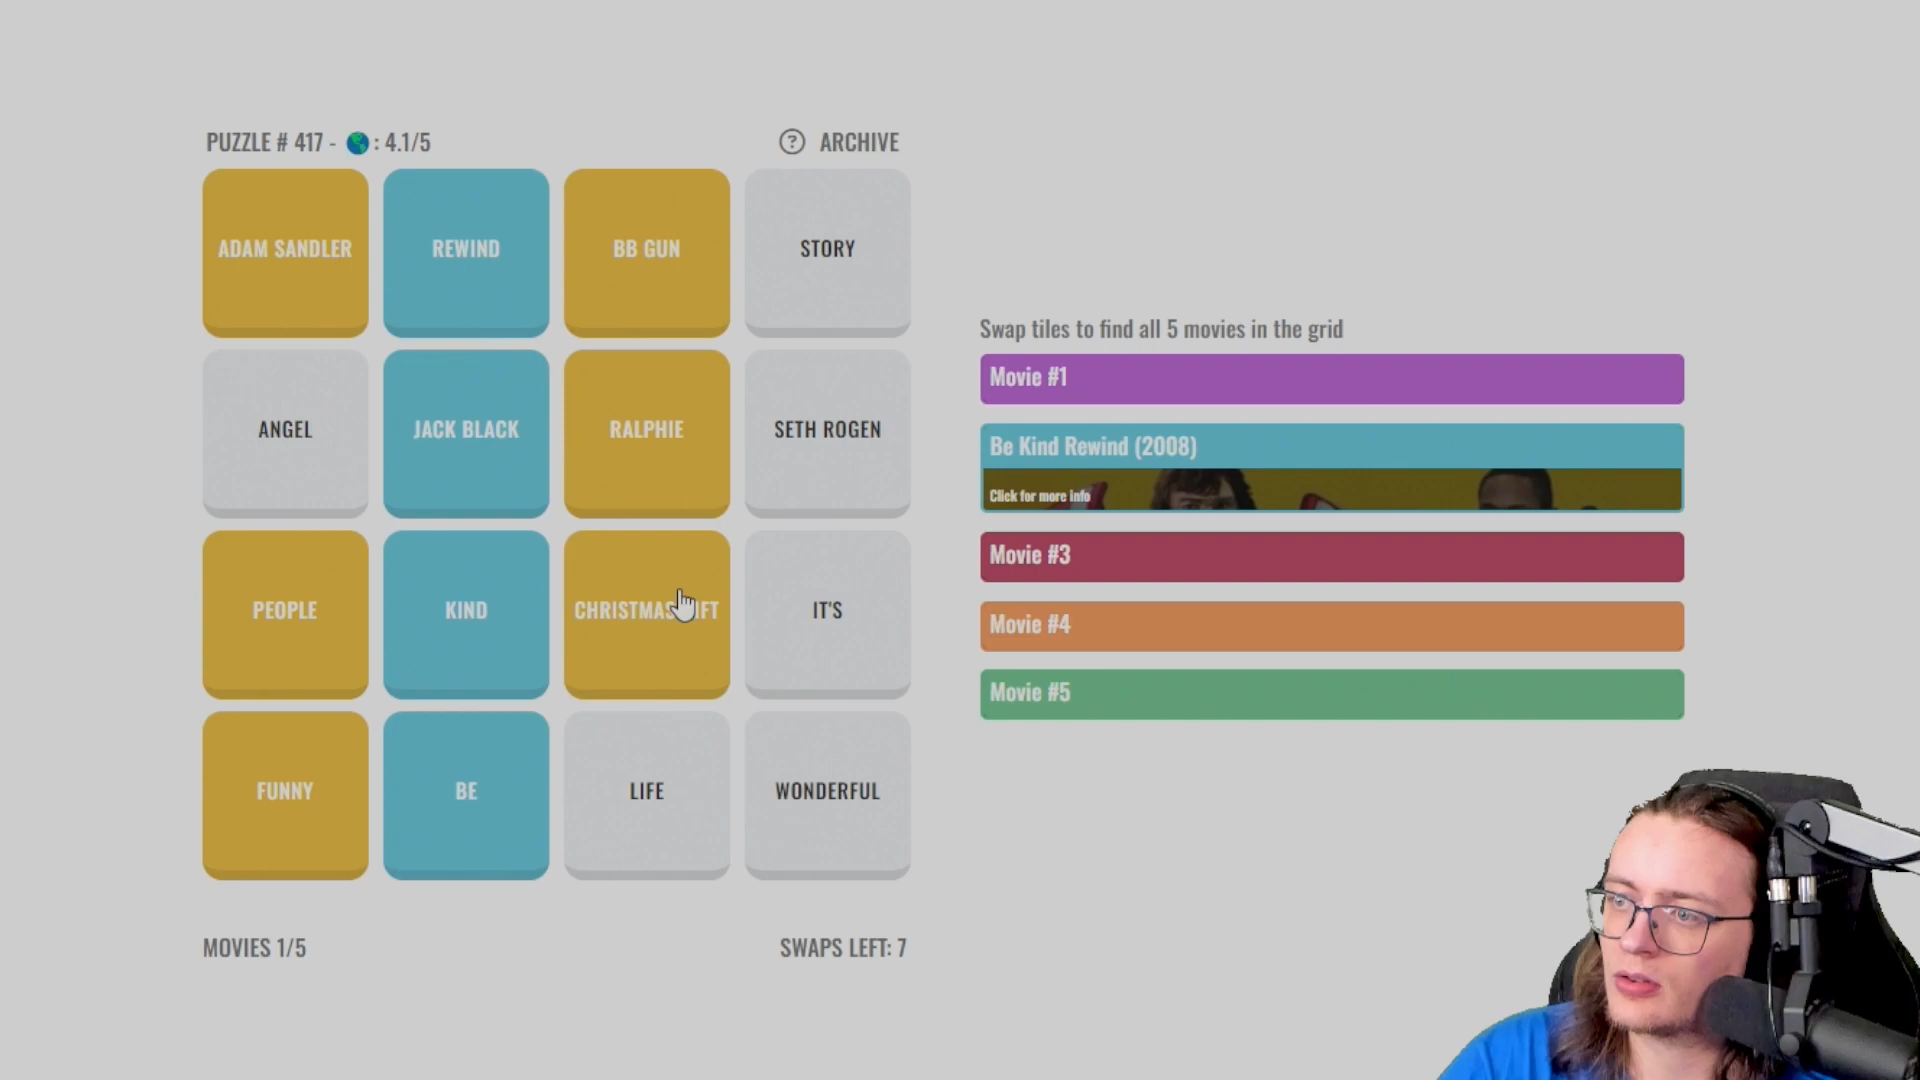 PUZZLE # 417 - : 4.1/5
? ARCHIVE
ADAM SANDLER
REWIND
BB GUN
STORY
ANGEL
JACK BLACK
RALPHIE
SETH ROGEN
PEOPLE
KIND
CHRISTMAS
IT'S
FUNNY
BE
LIFE
WONDERFUL
MOVIES 1/5
SWAPS LEFT: 7
Swap tiles to find all 5 movies in the grid
Movie #1
Be Kind Rewind (2008)
Click for more info
Movie #3
Movie #4
Movie #5